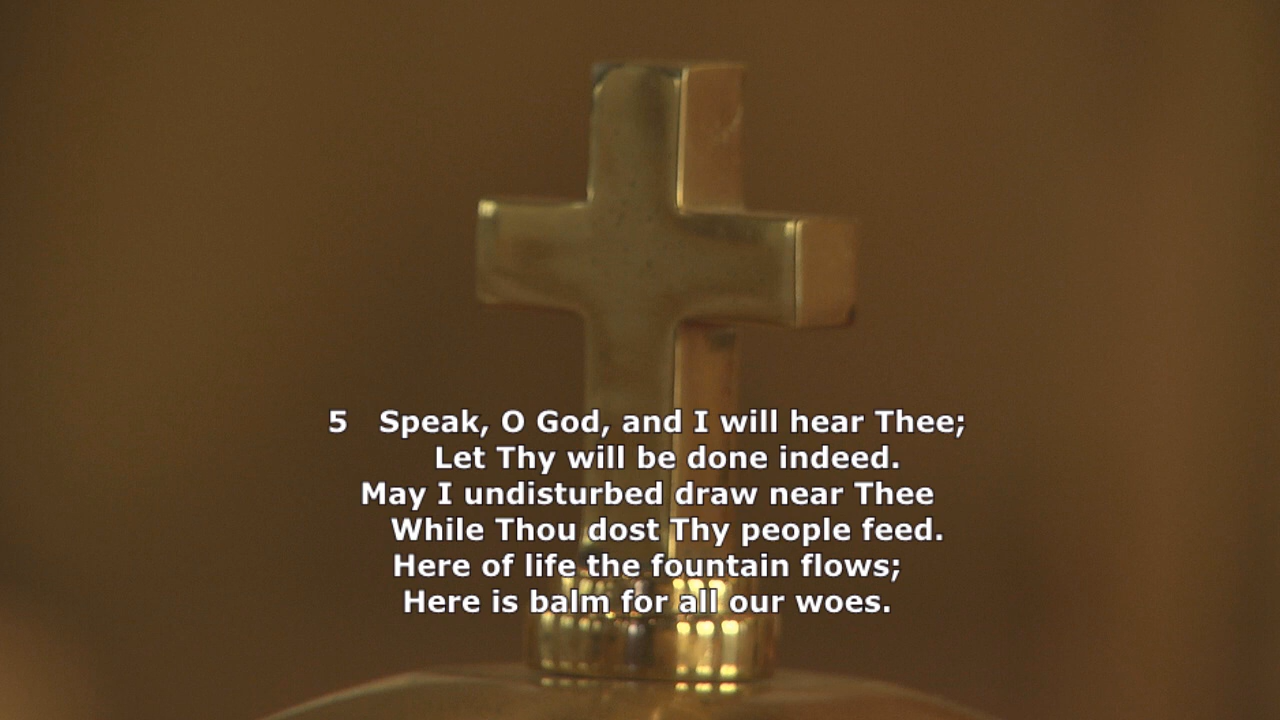 5 Speak, O God, and I will hear Thee;
Let Thy will be done indeed.
May I undisturbed draw near Thee
While Thou dost Thy people feed.
Here of life the fountain flows;
Here is balm for all our woes.